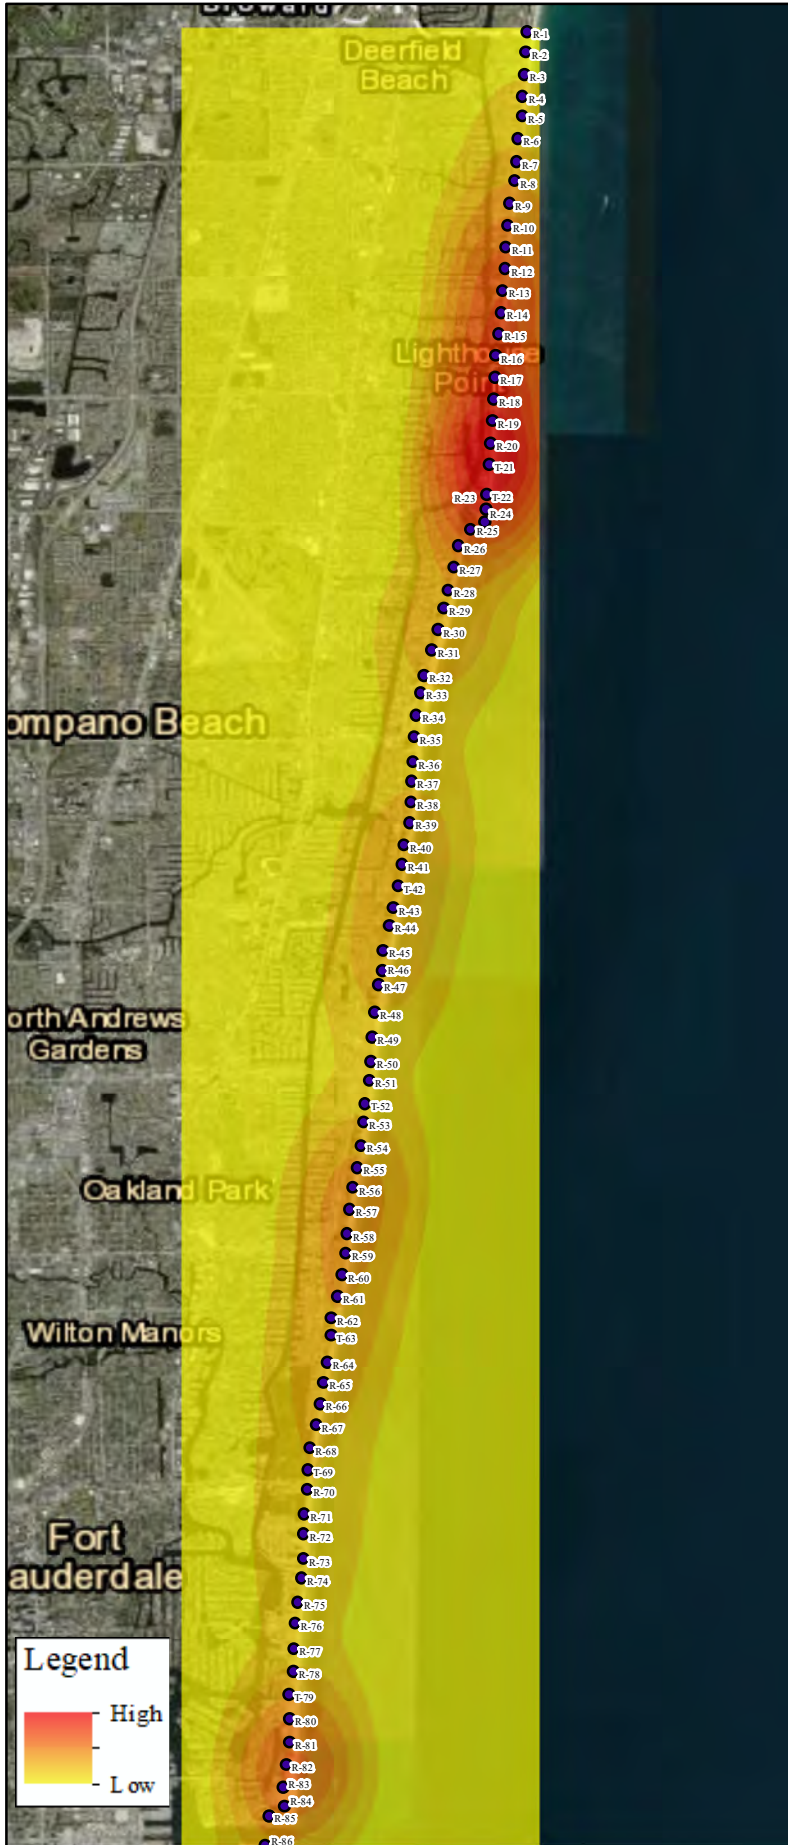 Broward
R-1
Deerfield
Beach
R-2
R-3
R-4
R-5
R-6
R-7
R-8
R-9
R-10
R-11
R-12
R-13
R-14
R-15
Lighthouse
Point
R-16
R-17
R-18
R-19
R-20
T-21
R-23 T-22
R-24
R-25
R-26
R-27
R-28
R-29
R-30
R-31
R-32
R-33
R-34
ompano Beach
R-35
R-36
R-37
R-38
R-39
R-40
R-41
T-42
R-43
R-44
R-45
R-46
R-47
R-48
orth Andrews
Gardens
R-49
R-50
R-51
T-52
R-53
R-54
R-55
Oakland Park
R-56
R-57
R-58
R-59
R-60
R-61
R-62
Wilton Manors
T-63
R-64
R-65
R-66
R-67
R-68
T-69
R-70
R-71
R-72
Fort
auderdale
R-73
R-74
R-75
R-76
R-77
R-78
T-79
R-80
R-81
R-82
R-83
R-84
R-85
R-86
Legend
High
Low